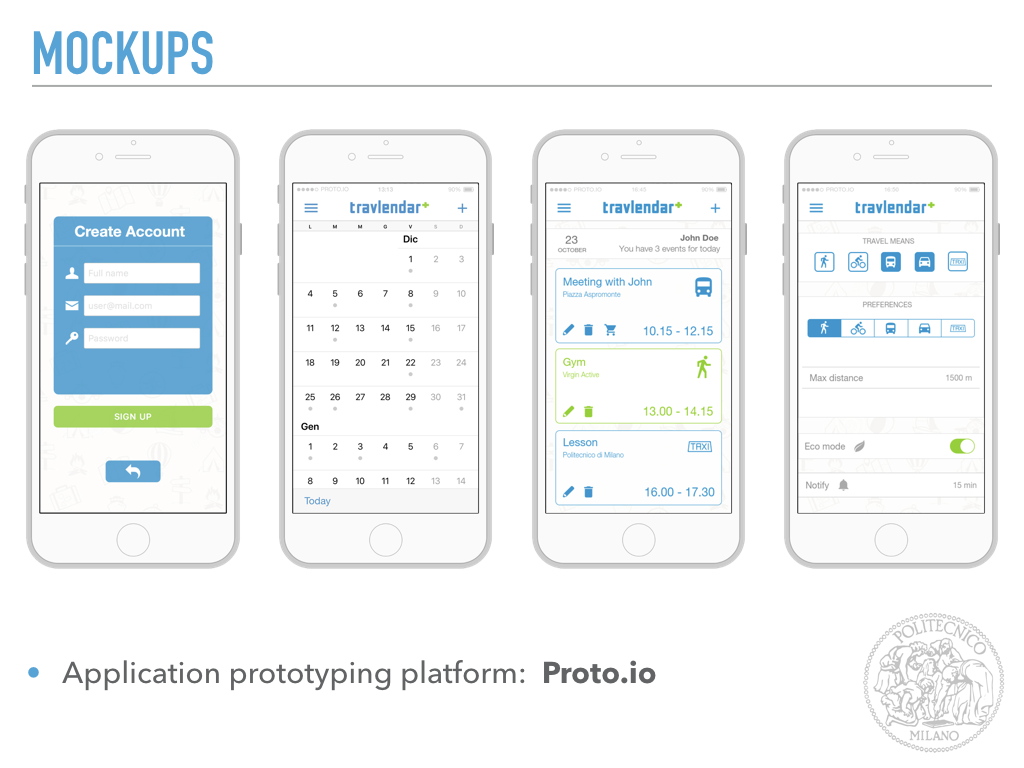 MOCKUPS
Create Account
Full name
user@mail.com
Password
SIGN UP
PROTO.IO 13:13 90%
travlendar+
+
L M M G V S D
Dic
1 2 3
4 5 6 7 8 9 10
11 12 13 14 15 16 17
18 19 20 21 22 23 24
25 26 27 28 29 30 31
Gen
1 2 3 4 5 6 7
8 9 10 11 12 13 14
Today
PROTO.IO 16:45 90%
travlendar+
+
23
OCTOBER
John Doe
You have 3 events for today
Meeting with John
Piazza Aspromonte
10.15 - 12.15
Gym
Virgin Active
13.00 - 14.15
Lesson
Politecnico di Milano
TAXI
16.00 - 17.30
PROTO.IO 16:50 90%
travlendar+
TRAVEL MEANS
TAXI
PREFERENCES
TAXI
Max distance 1500 m
Eco mode
Notify 15 min
• Application prototyping platform: Proto.io
POLITECNICO
MILANO